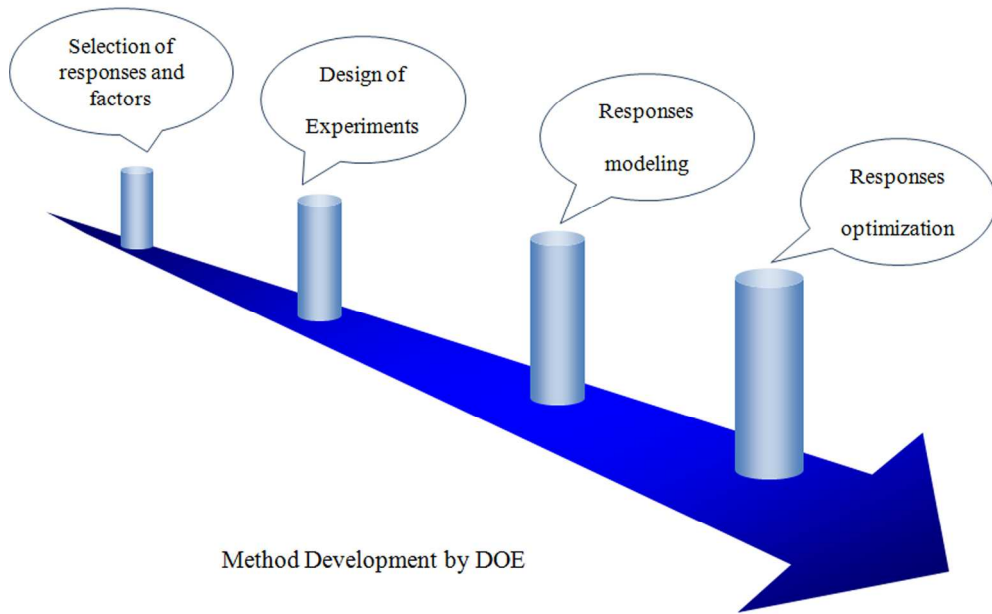 Selection of
responses and
factors
Design of
Experiments
Responses
modeling
Responses
optimization
Method Development by DOE